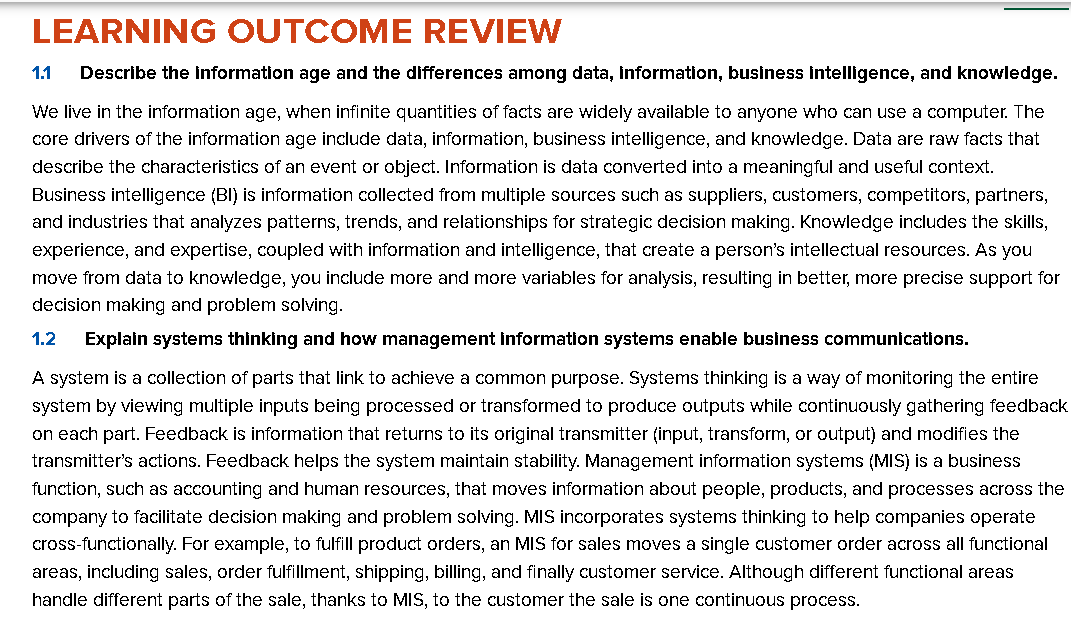 LEARNING OUTCOME REVIEW
1.1 Describe the information age and the differences among data, information, business intelligence, and knowledge.
We live in the information age, when infinite quantities of facts are widely available to anyone who can use a computer. The
core drivers of the information age include data, information, business intelligence, and knowledge. Data are raw facts that
describe the characteristics of an event or object. Information is data converted into a meaningful and useful context.
Business intelligence (BI) is information collected from multiple sources such as suppliers, customers, competitors, partners,
and industries that analyzes patterns, trends, and relationships for strategic decision making. Knowledge includes the skills,
experience, and expertise, coupled with information and intelligence, that create a person's intellectual resources. As you
move from data to knowledge, you include more and more variables for analysis, resulting in better, more precise support for
decision making and problem solving.
1.2 Explain systems thinking and how management information systems enable business communications.
A system is a collection of parts that link to achieve a common purpose. Systems thinking is a way of monitoring the entire
system by viewing multiple inputs being processed or transformed to produce outputs while continuously gathering feedback
on each part. Feedback is information that returns to its original transmitter (input, transform, or output) and modifies the
transmitter's actions. Feedback helps the system maintain stability. Management information systems (MIS) is a business
function, such as accounting and human resources, that moves information about people, products, and processes across the
company to facilitate decision making and problem solving. MIS incorporates systems thinking to help companies operate
cross-functionally. For example, to fulfill product orders, an MIS for sales moves a single customer order across all functional
areas, including sales, order fulfillment, shipping, billing, and finally customer service. Although different functional areas
handle different parts of the sale, thanks to MIS, to the customer the sale is one continuous process.